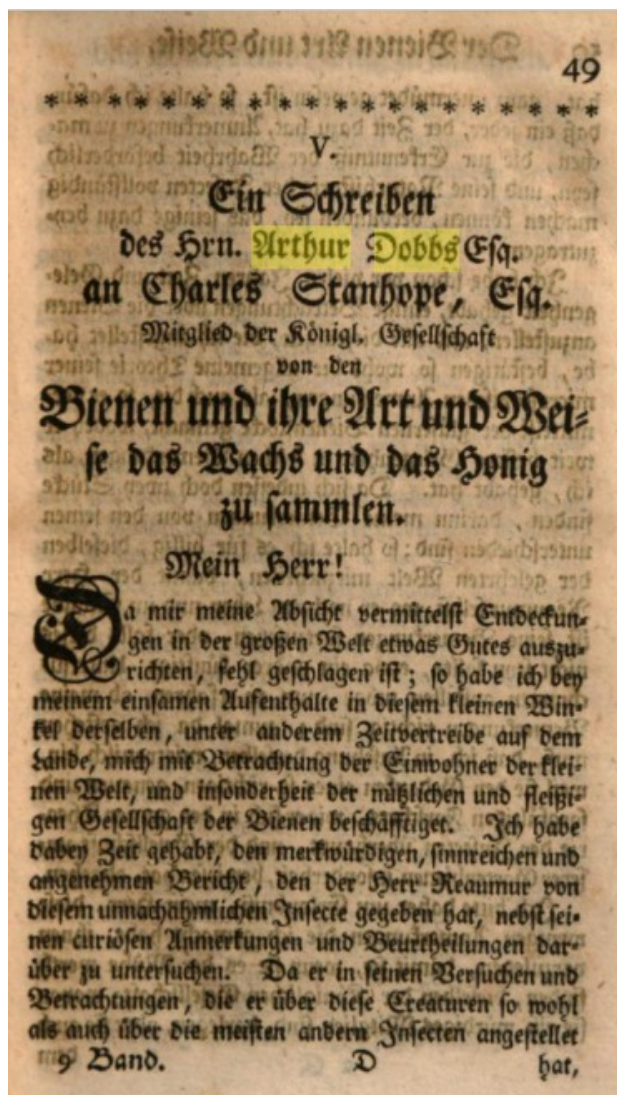 49
* * * * * * * * * * * * * * * * * * *
V.
Ein Schreiben
des Hrn. Arthur Dobbs Esq.
an Charles Stanhope, Esq.
Mitglied der Königl. Gesellschaft
von den
Bienen und ihre Art und Wei-
se das Wachs und das Honig
zu sammlen.
Mein Herr!
Da mir meine Absicht vermittelst Entdeckun-
gen in der großen Welt etwas Gutes auszu-
richten, fehl geschlagen ist; so habe ich bey
meinem einsamen Aufenthalte in diesem kleinen Win-
kel derselben, unter anderem Zeitvertreibe auf dem
Lande, mich mit Betrachtung der Einwohner der klei-
nen Welt, und insonderheit der nützlichen und fleißi-
gen Gesellschaft der Bienen beschäfftiget. Ich habe
dabey Zeit gehabt, den merkwürdigen, sinnreichen und
angenehmen Bericht, den der Herr Reaumur von
diesem unnachahmlichen Insecte gegeben hat, nebst sei-
nen curiösen Anmerkungen und Beurtheilungen dar-
über zu untersuchen. Da er in seinen Versuchen und
Betrachtungen, die er über diese Creaturen so wohl
als auch über die meisten andern Insecten angestellet
9 Band. D hat,